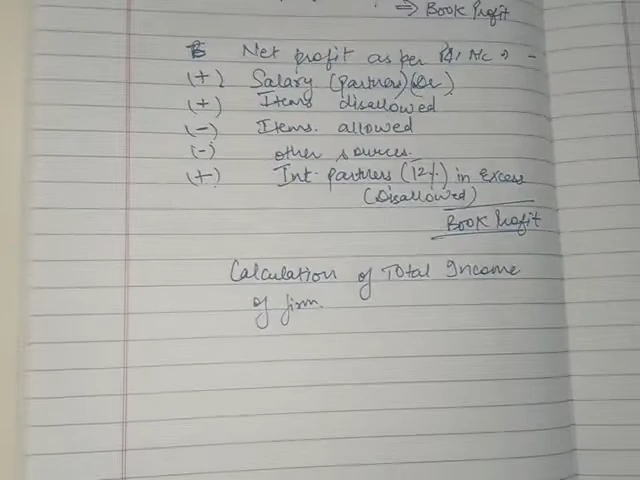 ⇒ Book Profit
Net profit as per P/L A/c → -
(+) Salary (Partners) (Dr)
(+) Items disallowed
(-) Items. allowed
(-) other sources.
(+) Int. partners (12%) in Excess
(Disallowed)
Book Profit
Calculation of Total Income
of firm.